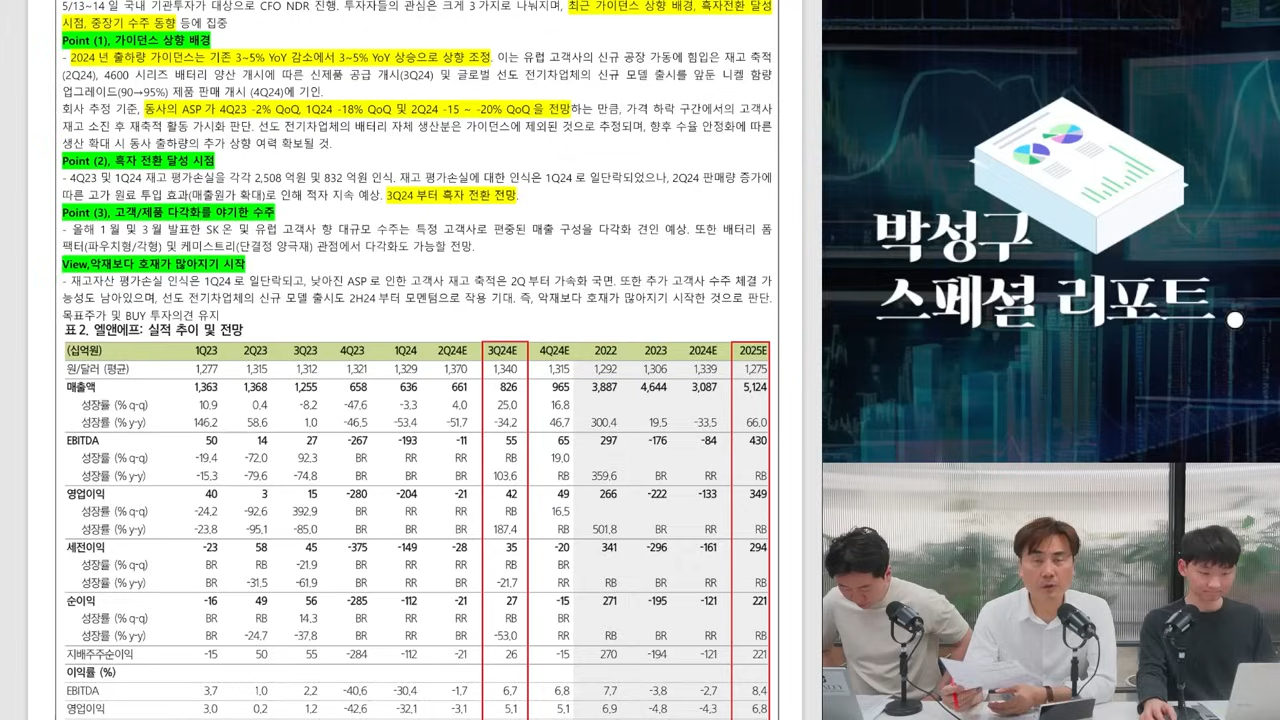 5/13~14 일 국내 기관투자가 대상으로 CFO NDR 진행. 투자자들의 관심은 크게 3 가지로 나눠지며, 최근 가이던스 상향 배경, 흑자전환 달성
시점, 중장기 수주 동향 등에 집중
Point (1), 가이던스 상향 배경
- 2024 년 출하량 가이던스는 기존 3~5% YoY 감소에서 3~5% YoY 상승으로 상향 조정. 이는 유럽 고객사의 신규 공장 가동에 힘입은 재고 축적
(2Q24), 4600 시리즈 배터리 양산 개시에 따른 신제품 공급 개시(3Q24) 및 글로벌 선도 전기차업체의 신규 모델 출시를 앞둔 니켈 함량
업그레이드(90→95%) 제품 판매 개시 (4Q24)에 기인.
회사 추정 기준, 동사의 ASP 가 4Q23 -2% QoQ, 1Q24 -18% QoQ 및 2Q24 -15 ~ -20% QoQ 을 전망하는 만큼, 가격 하락 구간에서의 고객사
재고 소진 후 재축적 활동 가시화 판단. 선도 전기차업체의 배터리 자체 생산분은 가이던스에 제외된 것으로 추정되며, 향후 수율 안정화에 따른
생산 확대 시 동사 출하량의 추가 상향 여력 확보될 것.
Point (2), 흑자 전환 달성 시점
- 4Q23 및 1Q24 재고 평가손실을 각각 2,508 억원 및 832 억원 인식. 재고 평가손실에 대한 인식은 1Q24 로 일단락되었으나, 2Q24 판매량 증가에
따른 고가 원료 투입 효과(매출원가 확대)로 인해 적자 지속 예상. 3Q24 부터 흑자 전환 전망.
Point (3), 고객/제품 다각화를 야기한 수주
- 올해 1 월 및 3 월 발표한 SK 온 및 유럽 고객사 향 대규모 수주는 특정 고객사로 편중된 매출 구성을 다각화 견인 예상. 또한 배터리 폼
팩터(파우치형/각형) 및 케미스트리(단결정 양극재) 관점에서 다각화도 가능할 전망.
View,악재보다 호재가 많아지기 시작
- 재고자산 평가손실 인식은 1Q24 로 일단락되고, 낮아진 ASP 로 인한 고객사 재고 축적은 2Q 부터 가속화 국면. 또한 추가 고객사 수주 체결 가
능성도 남아있으며, 선도 전기차업체의 신규 모델 출시도 2H24 부터 모멘텀으로 작용 기대. 즉, 악재보다 호재가 많아지기 시작한 것으로 판단.
목표주가 및 BUY 투자의견 유지
표 2. 엘앤에프: 실적 추이 및 전망
(십억원) 1Q23 2Q23 3Q23 4Q23 1Q24 2Q24E 3Q24E 4Q24E 2022 2023 2024E 2025E
원/달러 (평균) 1,277 1,315 1,312 1,321 1,329 1,370 1,340 1,315 1,292 1,306 1,339 1,275
매출액 1,363 1,368 1,255 658 636 661 826 965 3,887 4,644 3,087 5,124
성장률 (% q-q) 10.9 0.4 -8.2 -47.6 -3.3 4.0 25.0 16.8
성장률 (% y-y) 146.2 58.6 1.0 -46.5 -53.4 -51.7 -34.2 46.7 300.4 19.5 -33.5 66.0
EBITDA 50 14 27 -267 -193 -11 55 65 297 -176 -84 430
성장률 (% q-q) -19.4 -72.0 92.3 BR RR BR RB 19.0
성장률 (% y-y) -15.3 -79.6 -74.8 BR RR BR 103.6 RB 359.6 BR RR RB
영업이익 40 3 15 -280 -204 -21 42 49 266 -222 -133 349
성장률 (% q-q) -24.2 -92.6 392.9 BR RR RR RB 16.5
성장률 (% y-y) -23.8 -95.1 -85.0 BR RR BR 187.4 RB 501.8 BR RR RB
세전이익 -23 58 45 -375 -149 -28 35 -20 341 -296 -161 294
성장률 (% q-q) BR RB -21.9 BR RR RR RB BR
성장률 (% y-y) BR -31.5 -61.9 BR RR BR -21.7 RR RB BR RR RB
순이익 -16 49 56 -285 -112 -21 27 -15 271 -195 -121 221
성장률 (% q-q) BR RB 14.3 BR RR RR RB BR
성장률 (% y-y) BR -24.7 -37.8 BR RR BR -53.0 RR RB BR RR RB
지배주주순이익 -15 50 55 -284 -112 -21 26 -15 270 -194 -121 221
이익률 (%)
EBITDA 3.7 1.0 2.2 -40.6 -30.4 -1.7 6.7 6.8 7.7 -3.8 -2.7 8.4
영업이익 3.0 0.2 1.2 -42.6 -32.1 -3.1 5.1 5.1 6.9 -4.8 -4.3 6.8
박성구
스페셜 리포트.